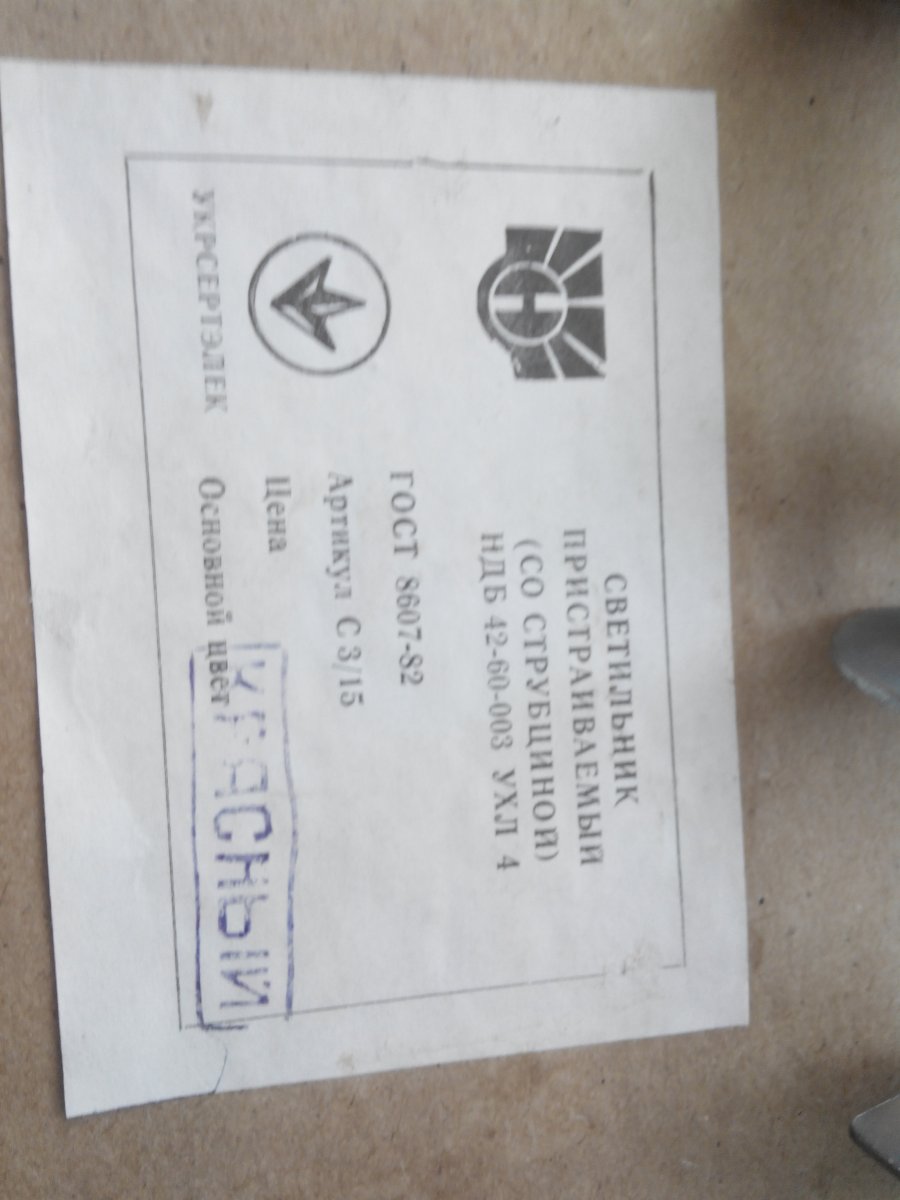 Н
СВЕТИЛЬНИК
ПРИСТРАИВАЕМЫЙ
(СО СТРУБЦИНОЙ)
НДБ 42-60-003 УХЛ 4
ГОСТ 8607-82
Артикул С 3/15
Цена
Основной цвет КРАСНЫЙ
УКРСЕРТЭЛЕК